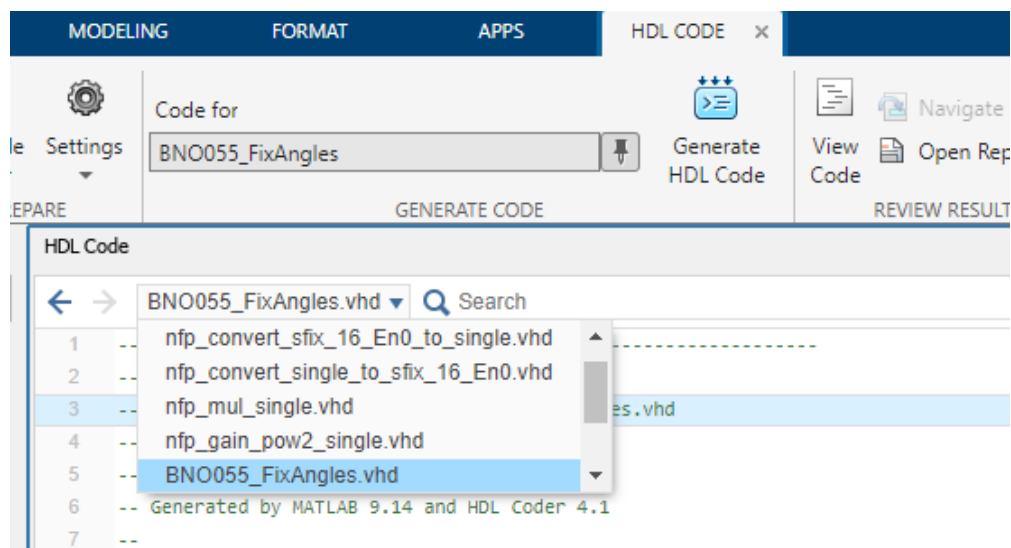 MODELING FORMAT APPS HDL CODE ×
Code for
le Settings BNO055_FixAngles Generate HDL Code View Code Navigate
Open Rep
EPARE GENERATE CODE REVIEW RESULT
HDL Code
BNO055_FixAngles.vhd Search
nfp_convert_sfix_16_En0_to_single.vhd
nfp_convert_single_to_sfix_16_En0.vhd
nfp_mul_single.vhd
nfp_gain_pow2_single.vhd
BNO055_FixAngles.vhd
1 -- ------------------
2 --
3 -- es.vhd
4 --
5 --
6 -- Generated by MATLAB 9.14 and HDL Coder 4.1
7 --